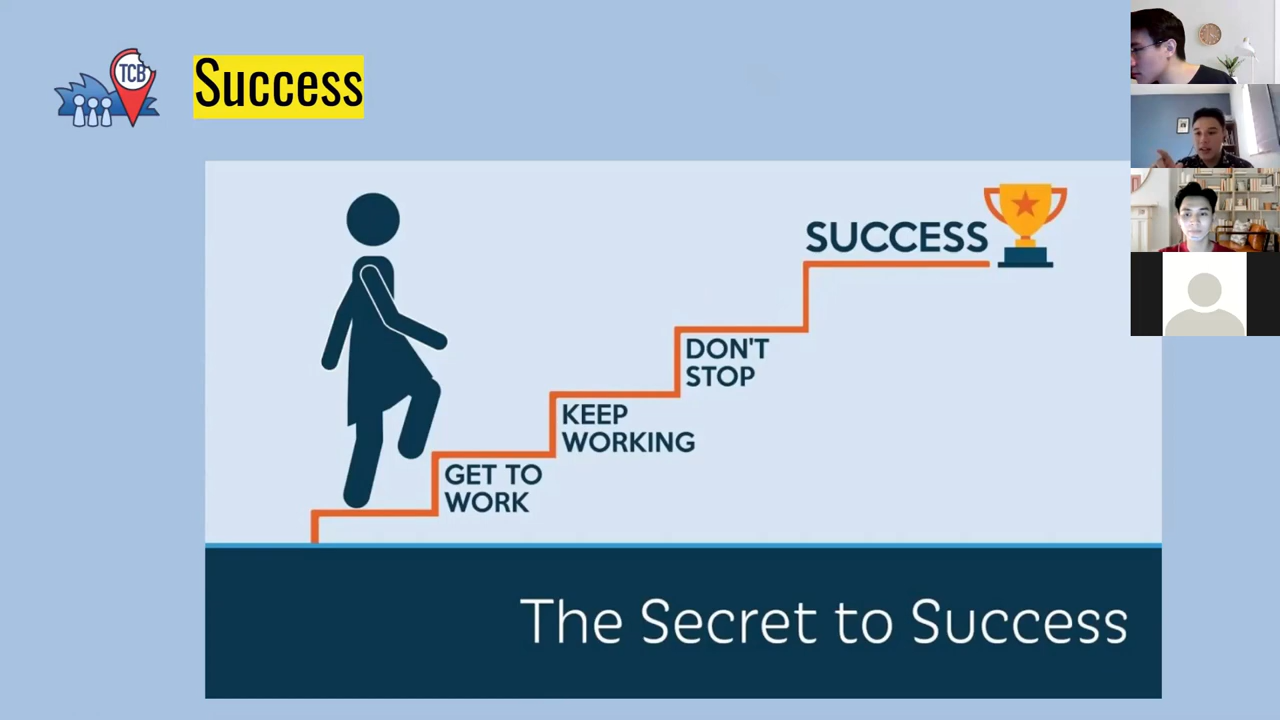 TCB
Success
SUCCESS
DON'T
STOP
KEEP
WORKING
GET TO
WORK
The Secret to Success